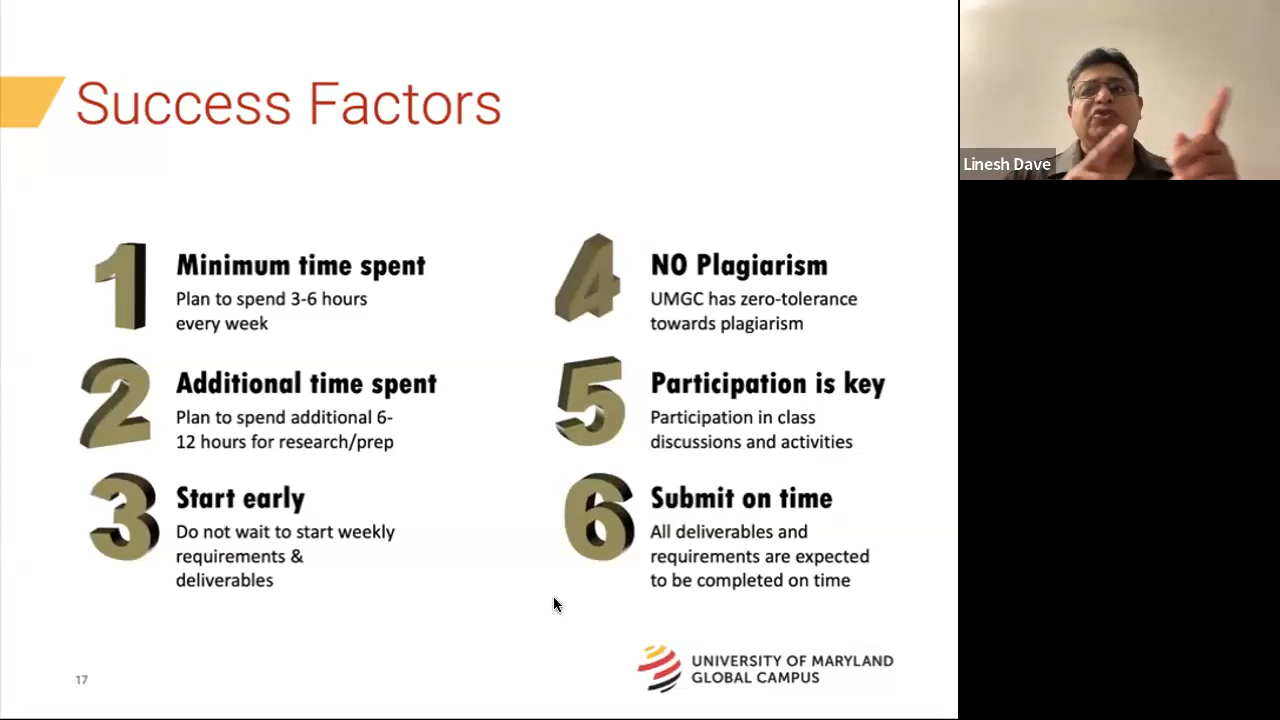 Success Factors
1
Minimum time spent
Plan to spend 3-6 hours
every week
2
Additional time spent
Plan to spend additional 6-
12 hours for research/prep
3
Start early
Do not wait to start weekly
requirements &
deliverables
4
NO Plagiarism
UMGC has zero-tolerance
towards plagiarism
5
Participation is key
Participation in class
discussions and activities
6
Submit on time
All deliverables and
requirements are expected
to be completed on time
17
UNIVERSITY OF MARYLAND
GLOBAL CAMPUS
Linesh Dave